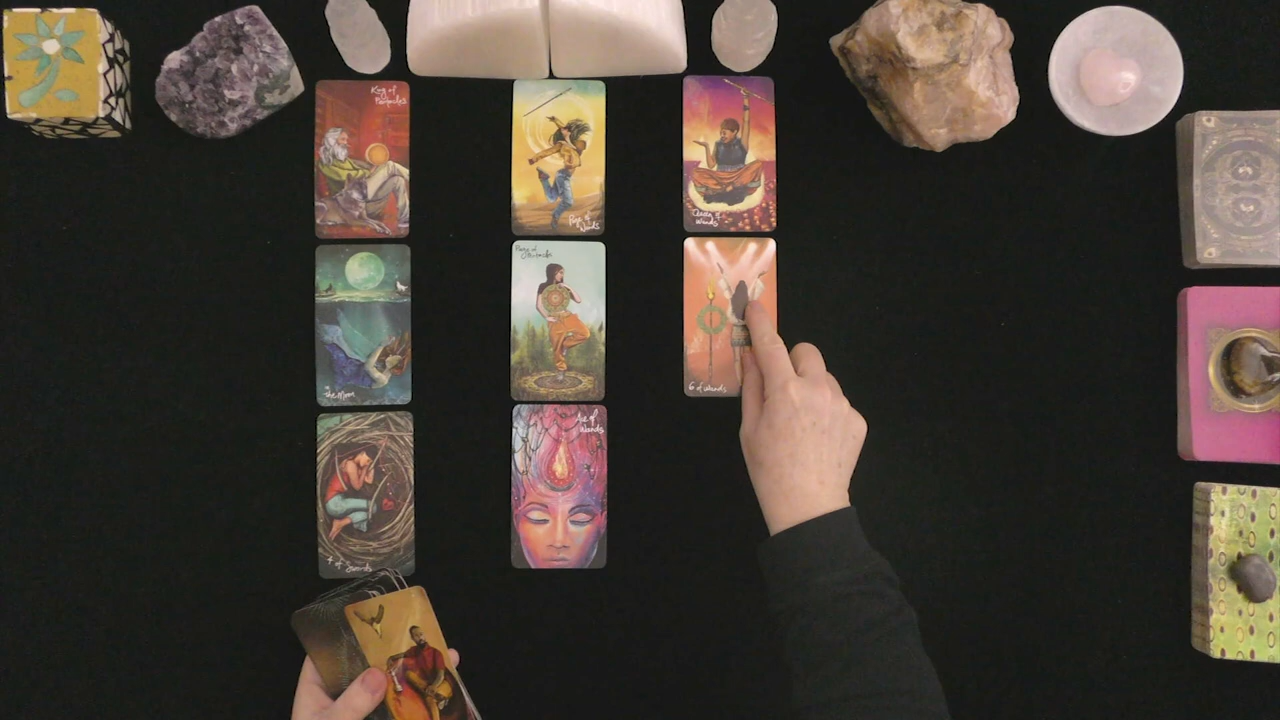 King of
Pentacles
Page of
Wands
Queen of
Wands
the Moon
Page of
Pentacles
6 of Wands
4 of Swords
Ace of
Wands